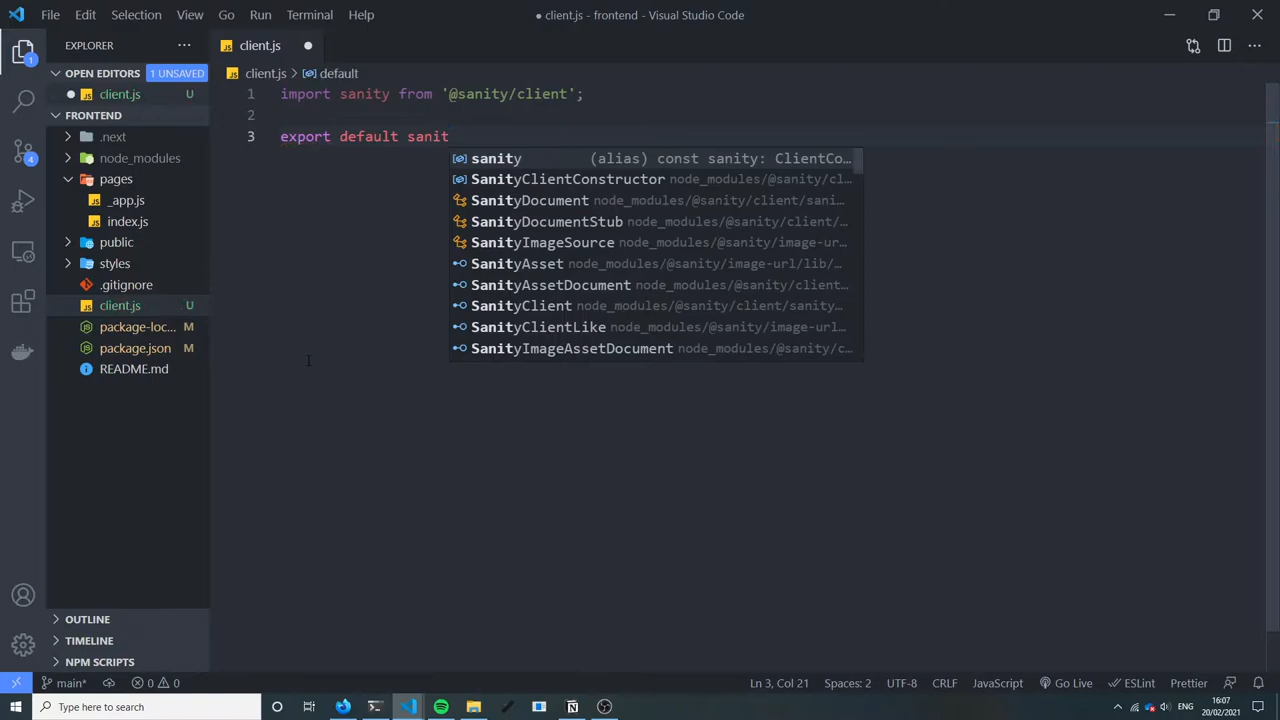 File Edit Selection View Go Run Terminal Help
● client.js - frontend - Visual Studio Code
EXPLORER
client.js
OPEN EDITORS 1 UNSAVED
client.js U
FRONTEND
.next
node_modules
pages
_app.js
index.js
public
styles
.gitignore
client.js U
package-loc... M
package.json M
README.md
OUTLINE
TIMELINE
NPM SCRIPTS
client.js > default
1 import sanity from '@sanity/client';
2
3 export default sanit
sanity (alias) const sanity: ClientCo…
SanityClientConstructor node_modules/@sanity/cl…
SanityDocument node_modules/@sanity/client/sani…
SanityDocumentStub node_modules/@sanity/client/…
SanityImageSource node_modules/@sanity/image-ur…
SanityAsset node_modules/@sanity/image-url/lib/…
SanityAssetDocument node_modules/@sanity/client…
SanityClient node_modules/@sanity/client/sanity…
SanityClientLike node_modules/@sanity/image-url…
SanityImageAssetDocument node_modules/@sanity/c…
1
4
main* 0 0 Ln 3, Col 21 Spaces: 2 UTF-8 CRLF JavaScript Go Live ESLint Prettier
Type here to search
ENG
16:07
20/02/2021